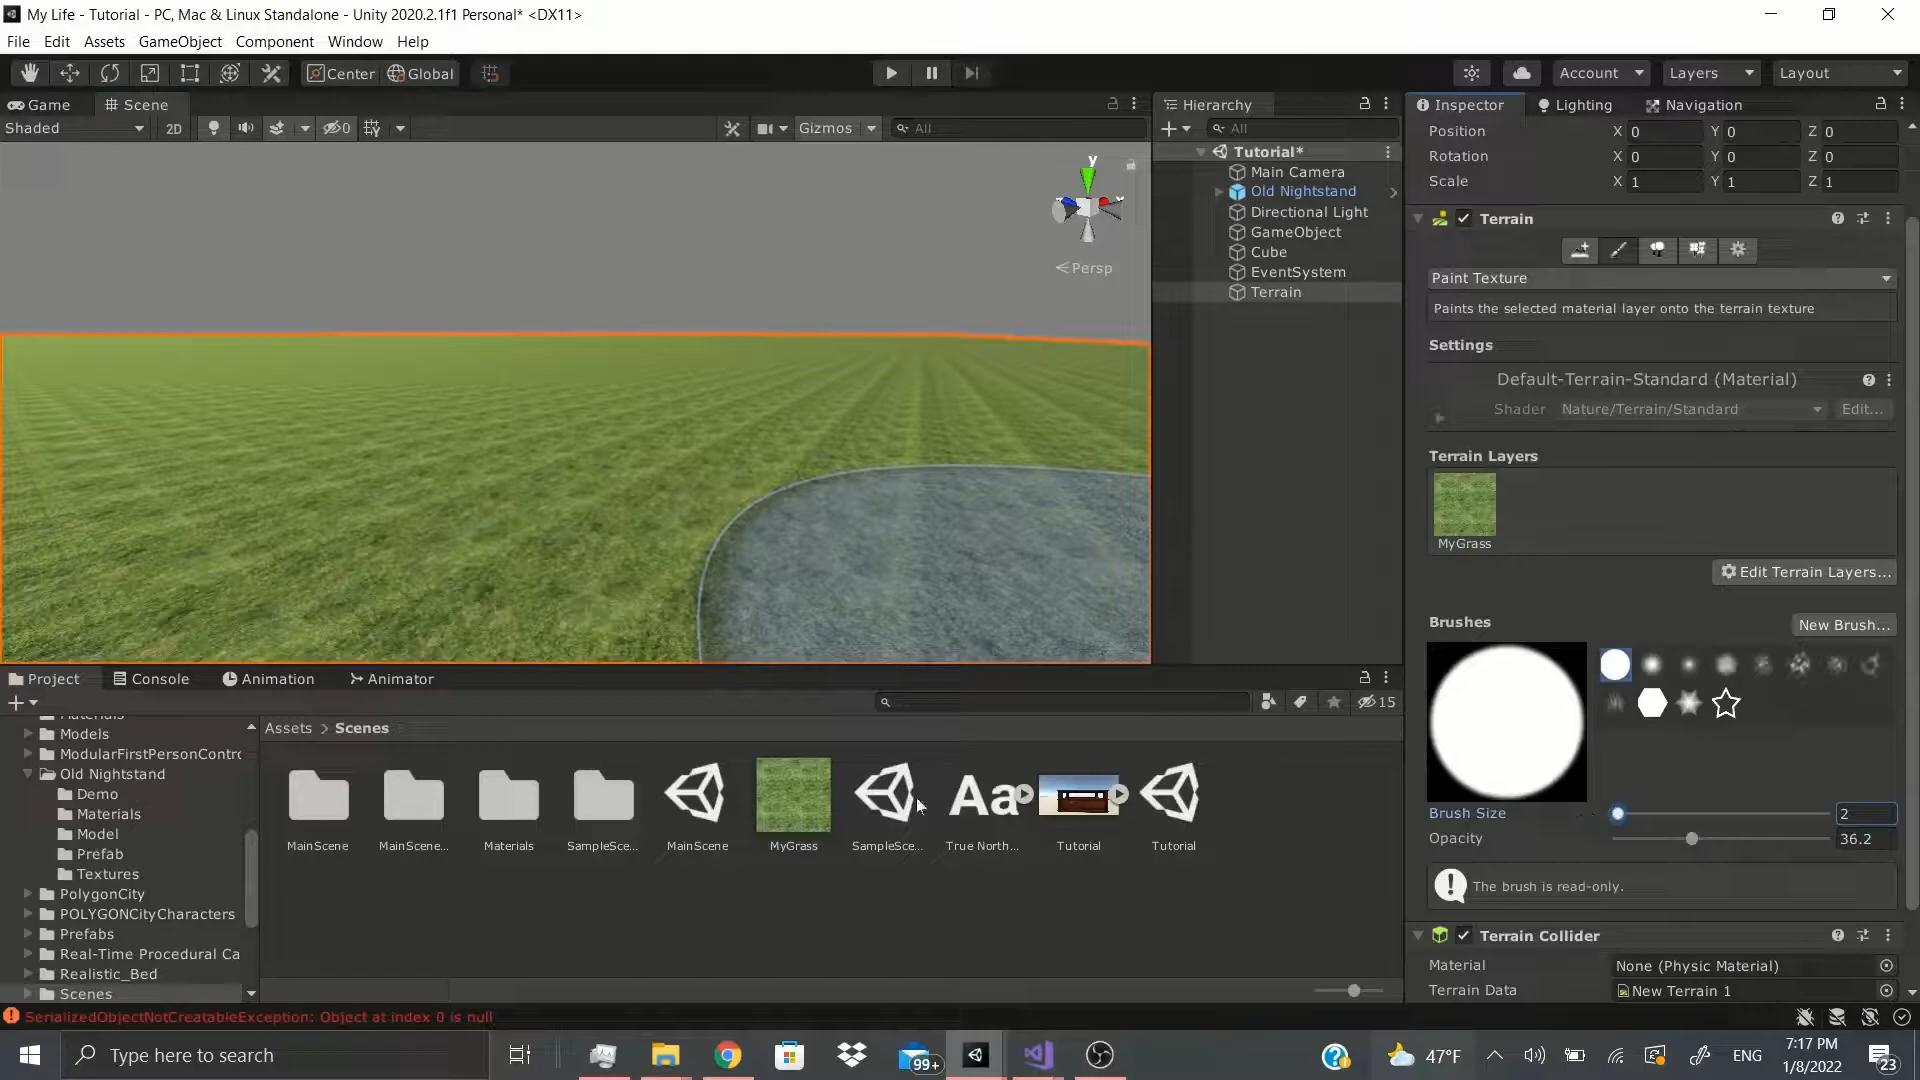 My Life - Tutorial - PC, Mac & Linux Standalone - Unity 2020.2.1f1 Personal* <DX11>
File Edit Assets GameObject Component Window Help
Center Global Account Layers Layout
Game Scene
Shaded 2D 0 Gizmos All
y
Persp
Hierarchy
All
Tutorial*
Main Camera
Old Nightstand
Directional Light
GameObject
Cube
EventSystem
Terrain
Inspector Lighting Navigation
Position X 0 Y 0 Z 0
Rotation X 0 Y 0 Z 0
Scale X 1 Y 1 Z 1
Terrain
Paint Texture
Paints the selected material layer onto the terrain texture
Settings
Default-Terrain-Standard (Material)
Shader Nature/Terrain/Standard Edit...
Terrain Layers
MyGrass
Edit Terrain Layers...
Brushes
New Brush...
Brush Size 2
Opacity 36.2
The brush is read-only.
Terrain Collider
Material None (Physic Material)
Terrain Data New Terrain 1
Project Console Animation Animator
15
Materials
Models
ModularFirstPersonContro
Old Nightstand
Demo
Materials
Model
Prefab
Textures
PolygonCity
POLYGONCityCharacters
Prefabs
Real-Time Procedural Ca
Realistic_Bed
Scenes
Assets > Scenes
Aa
MainScene MainScene... Materials SampleSce... MainScene MyGrass SampleSce... True North... Tutorial Tutorial
SerializedObjectNotCreatableException: Object at index 0 is null
Type here to search
99+
47°F
ENG
7:17 PM
1/8/2022
23